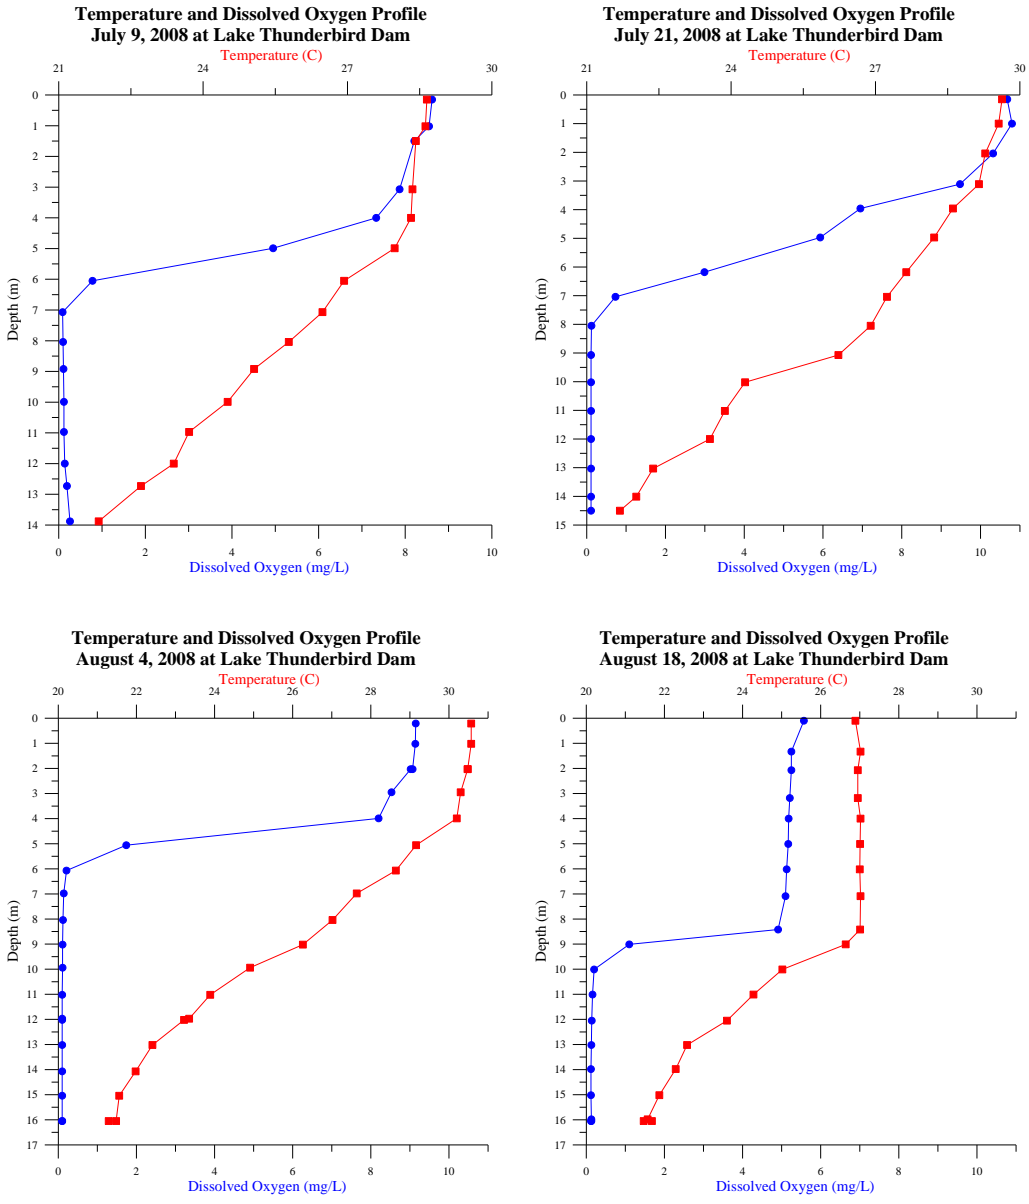 Temperature and Dissolved Oxygen Profile
July 9, 2008 at Lake Thunderbird Dam
Temperature (C)
21 24 27 30
0
1
2
3
4
5
6
7
8
9
10
11
12
13
14
Depth (m)
0 2 4 6 8 10
Dissolved Oxygen (mg/L)
Temperature and Dissolved Oxygen Profile
July 21, 2008 at Lake Thunderbird Dam
Temperature (C)
21 24 27 30
0
1
2
3
4
5
6
7
8
9
10
11
12
13
14
15
Depth (m)
0 2 4 6 8 10
Dissolved Oxygen (mg/L)
Temperature and Dissolved Oxygen Profile
August 4, 2008 at Lake Thunderbird Dam
Temperature (C)
20 22 24 26 28 30
0
1
2
3
4
5
6
7
8
9
10
11
12
13
14
15
16
17
Depth (m)
0 2 4 6 8 10
Dissolved Oxygen (mg/L)
Temperature and Dissolved Oxygen Profile
August 18, 2008 at Lake Thunderbird Dam
Temperature (C)
20 22 24 26 28 30
0
1
2
3
4
5
6
7
8
9
10
11
12
13
14
15
16
17
Depth (m)
0 2 4 6 8 10
Dissolved Oxygen (mg/L)